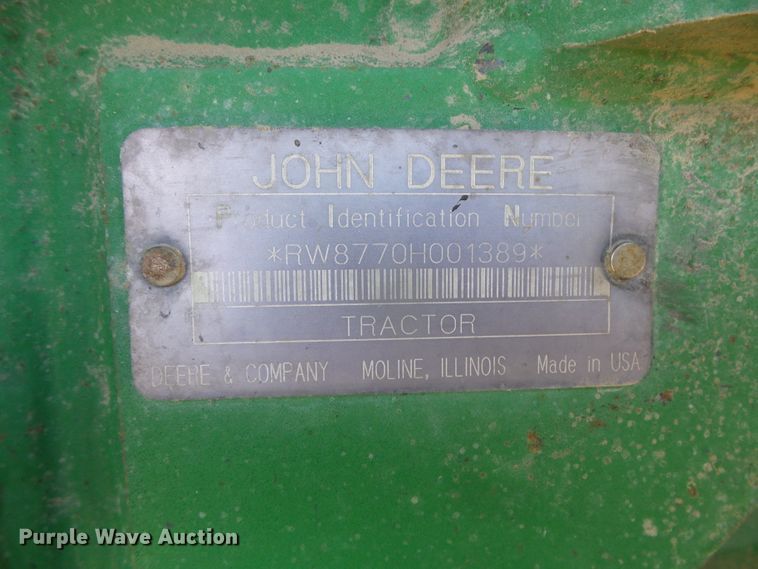 JOHN DEERE
Product Identification Number
*RW8770H001389*
TRACTOR
DEERE & COMPANY MOLINE, ILLINOIS Made in USA
Purple Wave Auction